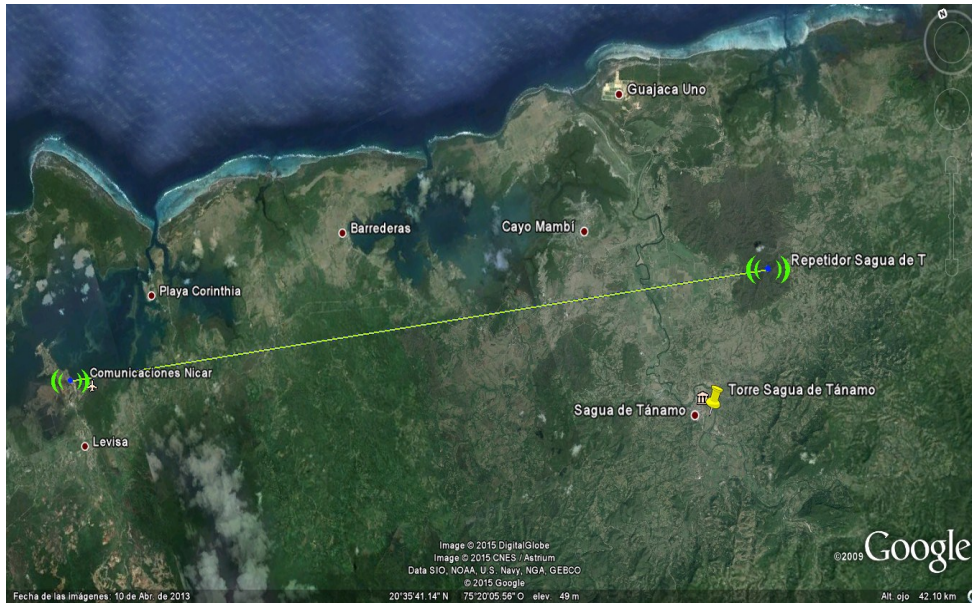 N
Guajaca Uno
Barrederas
Cayo Mambí
Repetidor Sagua de T
Playa Corinthia
Comunicaciones Nicar
Torre Sagua de Tánamo
Sagua de Tánamo
Levisa
Image © 2015 DigitalGlobe
Image © 2015 CNES / Astrium
Data SIO, NOAA, U.S. Navy, NGA, GEBCO
© 2015 Google
©2009 Google
Fecha de las imágenes: 10 de Abr. de 2013 20°35'41.14" N 75°20'05.56" O elev 49 m Alt. ojo 42.10 km